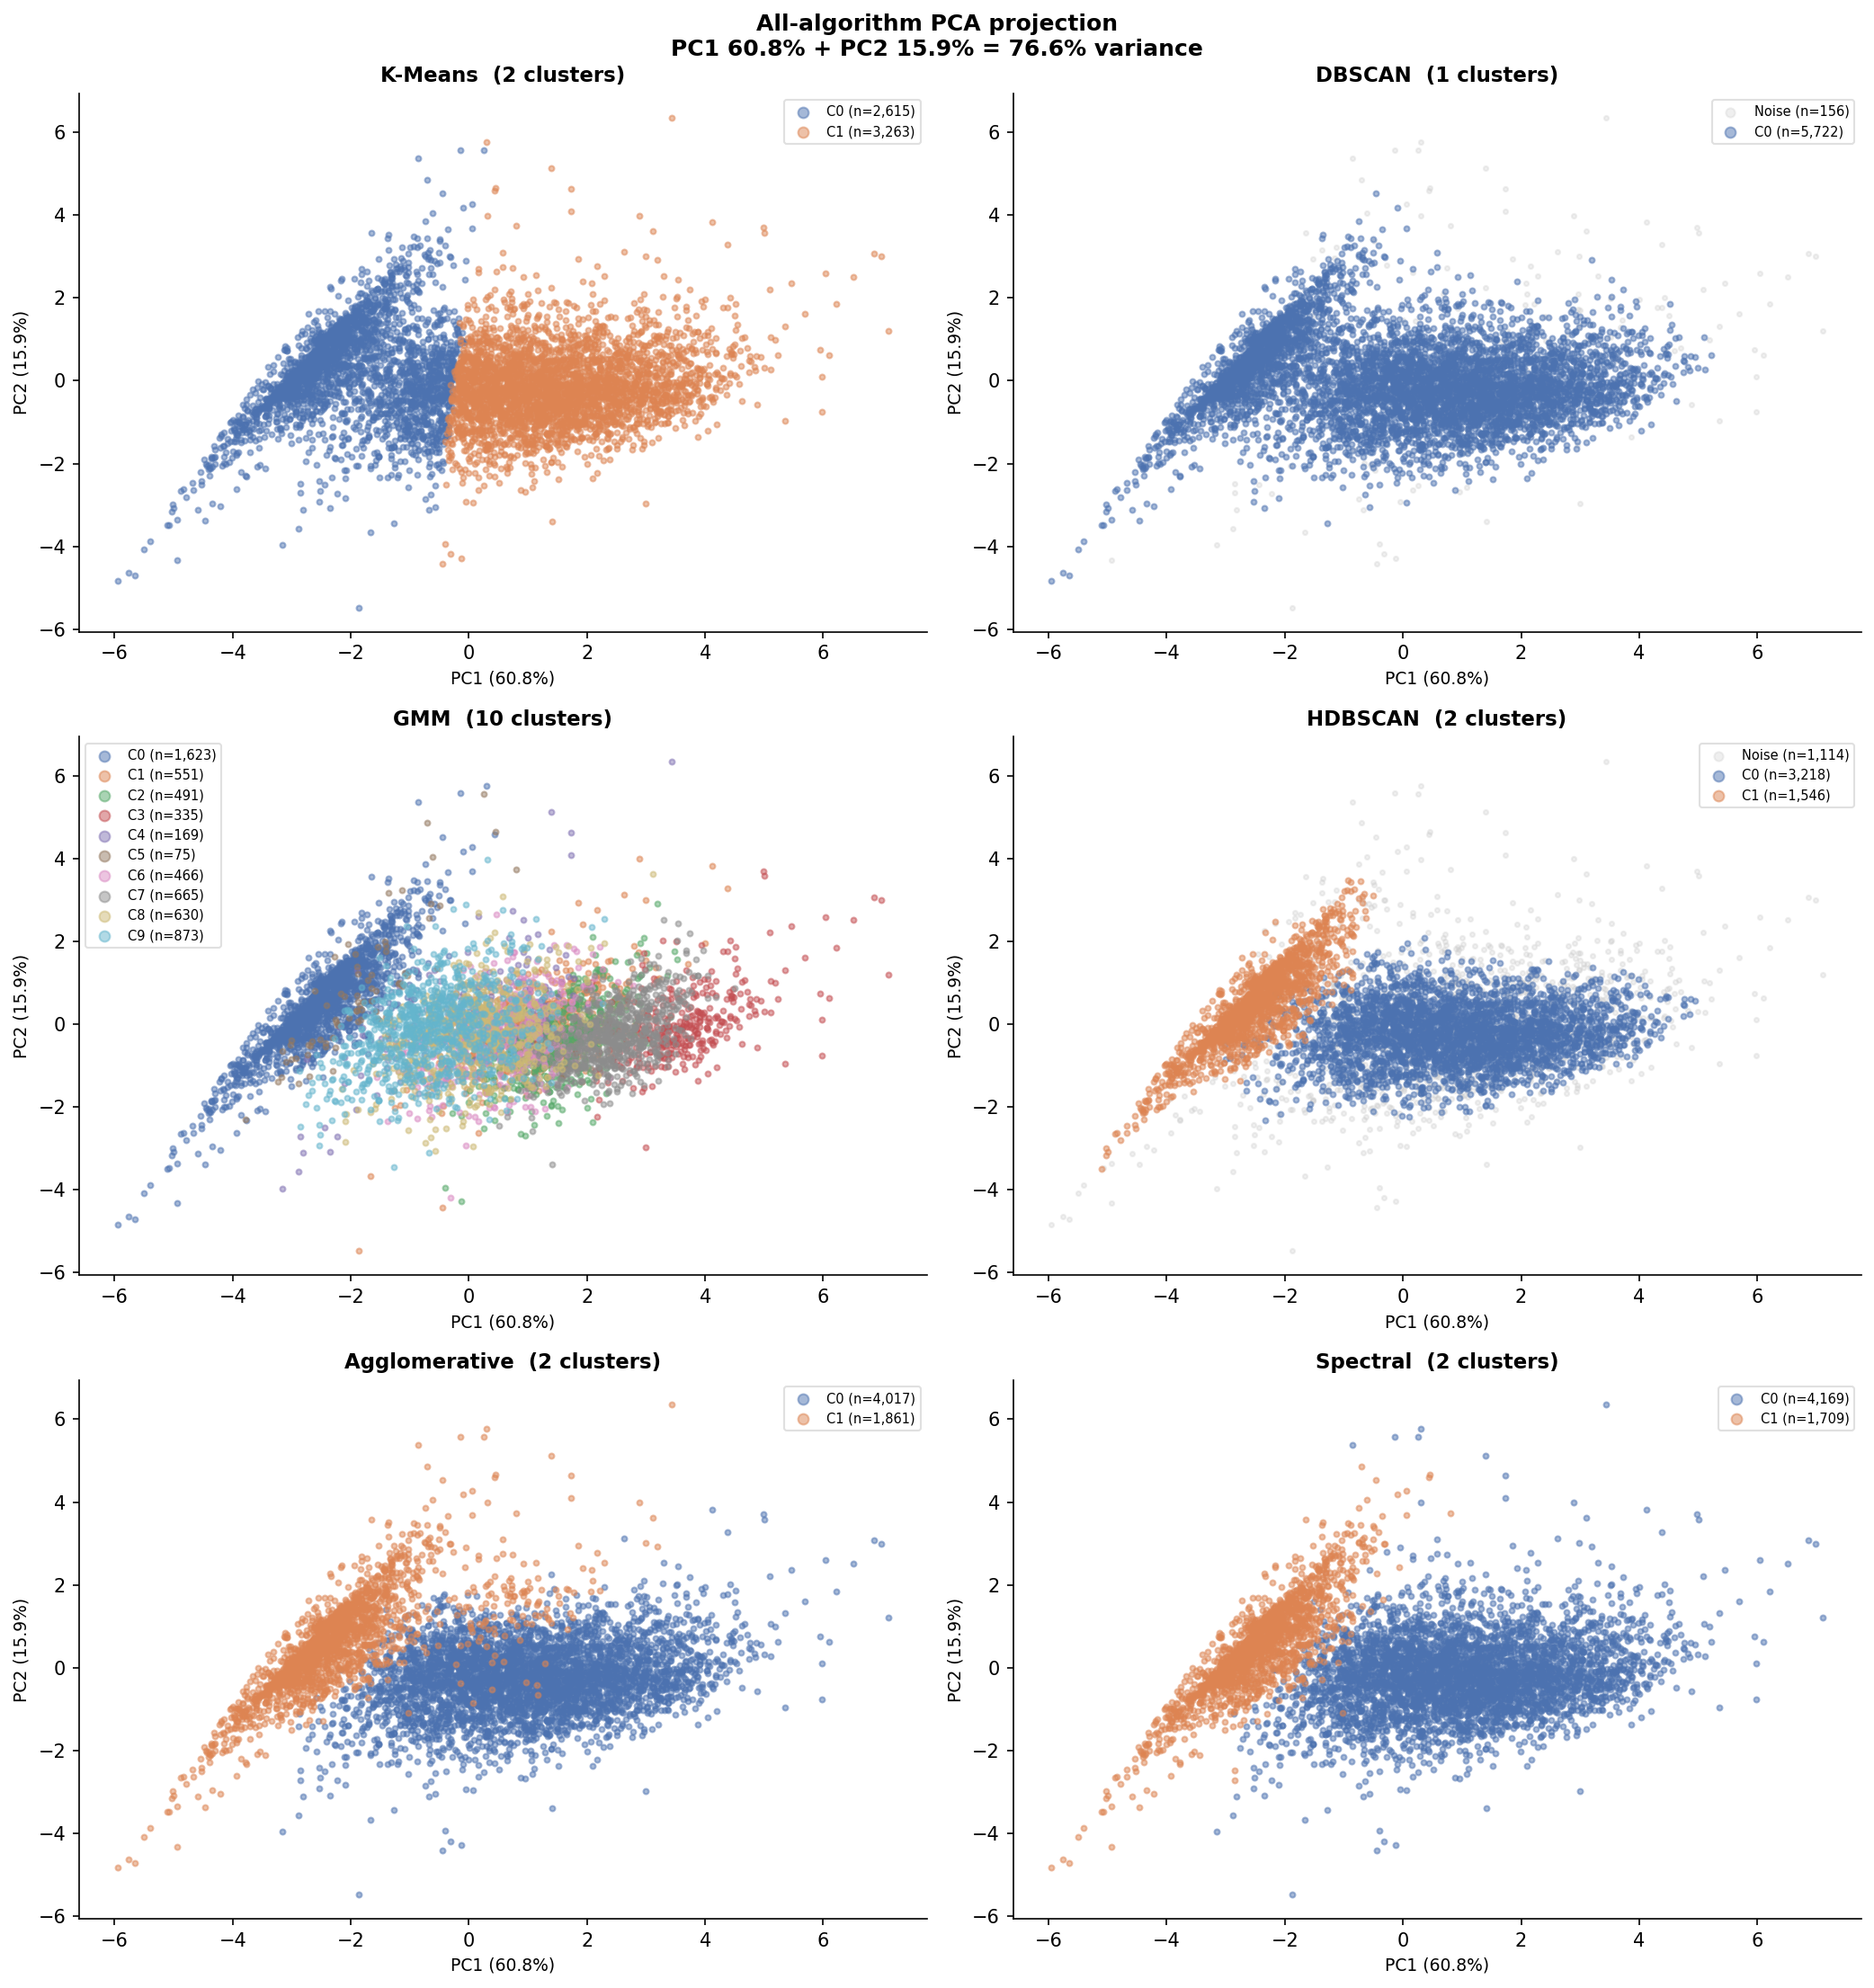 All-algorithm PCA projection
PC1 60.8% + PC2 15.9% = 76.6% variance
K-Means  (2 clusters)
C0 (n=2,615)
C1 (n=3,263)
6
4
2
0
−2
−4
−6
PC2 (15.9%)
−6 −4 −2 0 2 4 6
PC1 (60.8%)
DBSCAN  (1 clusters)
Noise (n=156)
C0 (n=5,722)
6
4
2
0
−2
−4
−6
PC2 (15.9%)
−6 −4 −2 0 2 4 6
PC1 (60.8%)
GMM  (10 clusters)
C0 (n=1,623)
C1 (n=551)
C2 (n=491)
C3 (n=335)
C4 (n=169)
C5 (n=75)
C6 (n=466)
C7 (n=665)
C8 (n=630)
C9 (n=873)
6
4
2
0
−2
−4
−6
PC2 (15.9%)
−6 −4 −2 0 2 4 6
PC1 (60.8%)
HDBSCAN  (2 clusters)
Noise (n=1,114)
C0 (n=3,218)
C1 (n=1,546)
6
4
2
0
−2
−4
−6
PC2 (15.9%)
−6 −4 −2 0 2 4 6
PC1 (60.8%)
Agglomerative  (2 clusters)
C0 (n=4,017)
C1 (n=1,861)
6
4
2
0
−2
−4
−6
PC2 (15.9%)
−6 −4 −2 0 2 4 6
PC1 (60.8%)
Spectral  (2 clusters)
C0 (n=4,169)
C1 (n=1,709)
6
4
2
0
−2
−4
−6
PC2 (15.9%)
−6 −4 −2 0 2 4 6
PC1 (60.8%)